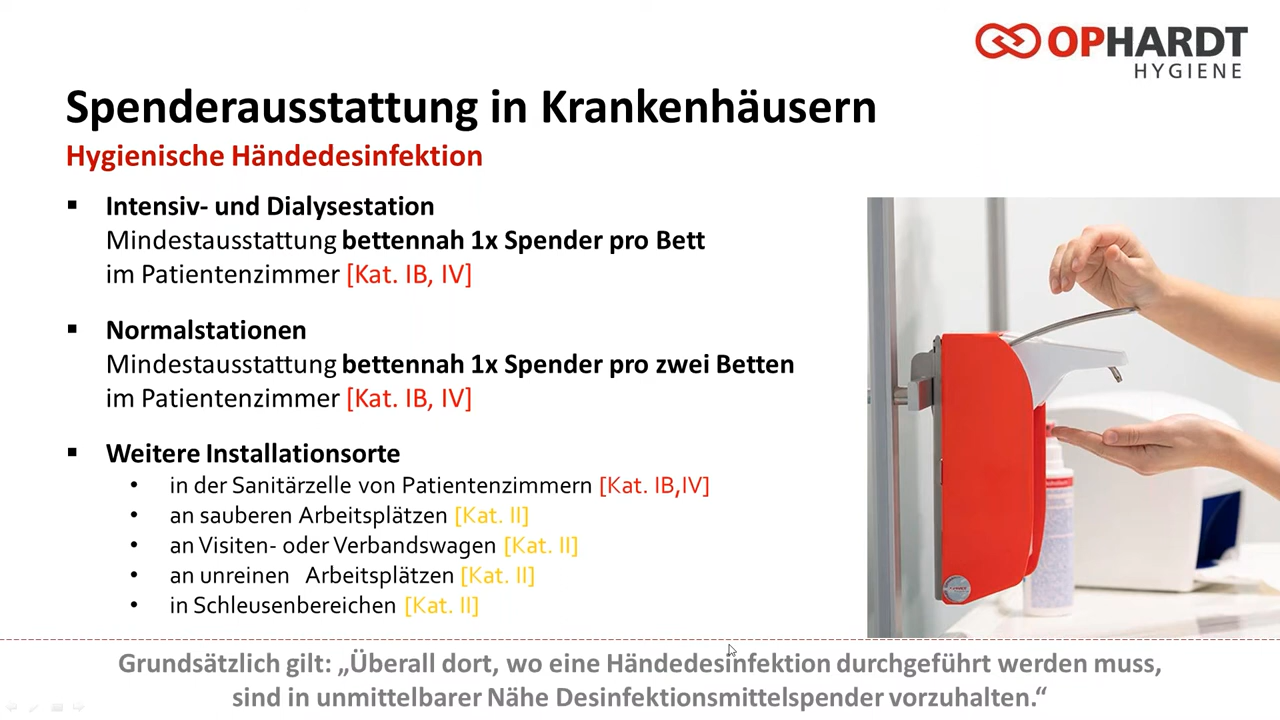 OPHARDT
HYGIENE
Spenderausstattung in Krankenhäusern
Hygienische Händedesinfektion
▪ Intensiv- und Dialysestation
Mindestausstattung bettennah 1x Spender pro Bett
im Patientenzimmer [Kat. IB, IV]
▪ Normalstationen
Mindestausstattung bettennah 1x Spender pro zwei Betten
im Patientenzimmer [Kat. IB, IV]
▪ Weitere Installationsorte
• in der Sanitärzelle von Patientenzimmern [Kat. IB,IV]
• an sauberen Arbeitsplätzen [Kat. II]
• an Visiten- oder Verbandswagen [Kat. II]
• an unreinen Arbeitsplätzen [Kat. II]
• in Schleusenbereichen [Kat. II]
Grundsätzlich gilt: „Überall dort, wo eine Händedesinfektion durchgeführt werden muss,
sind in unmittelbarer Nähe Desinfektionsmittelspender vorzuhalten.“